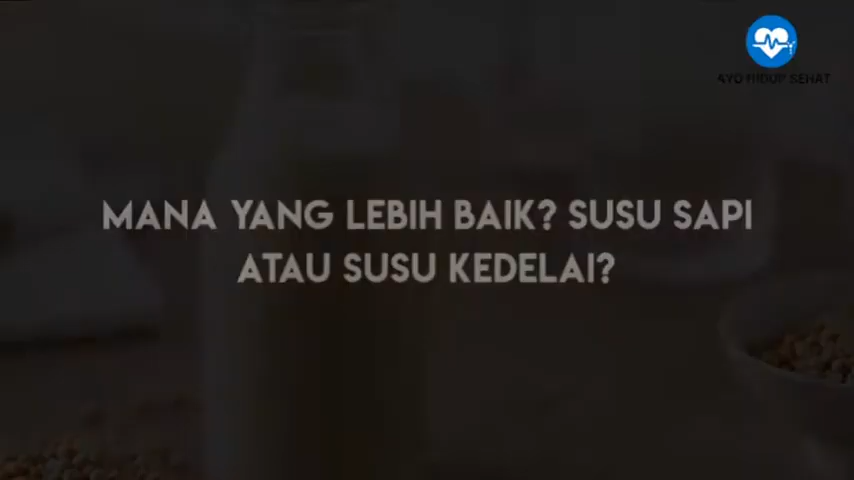 AYO HIDUP SEHAT
MANA YANG LEBIH BAIK? SUSU SAPI
ATAU SUSU KEDELAI?